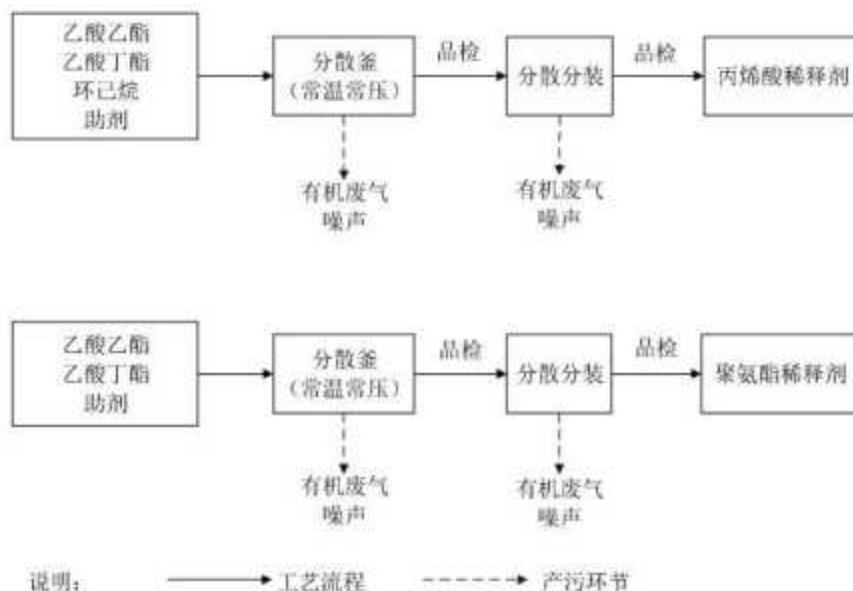 乙酸乙酯
乙酸丁酯
环己烷
助剂
分散釜
（常温常压）
品检
分散分装
品检
丙烯酸稀释剂
有机废气
噪声
有机废气
噪声
乙酸乙酯
乙酸丁酯
助剂
分散釜
（常温常压）
品检
分散分装
品检
聚氨酯稀释剂
有机废气
噪声
有机废气
噪声
说明： 工艺流程 产污环节